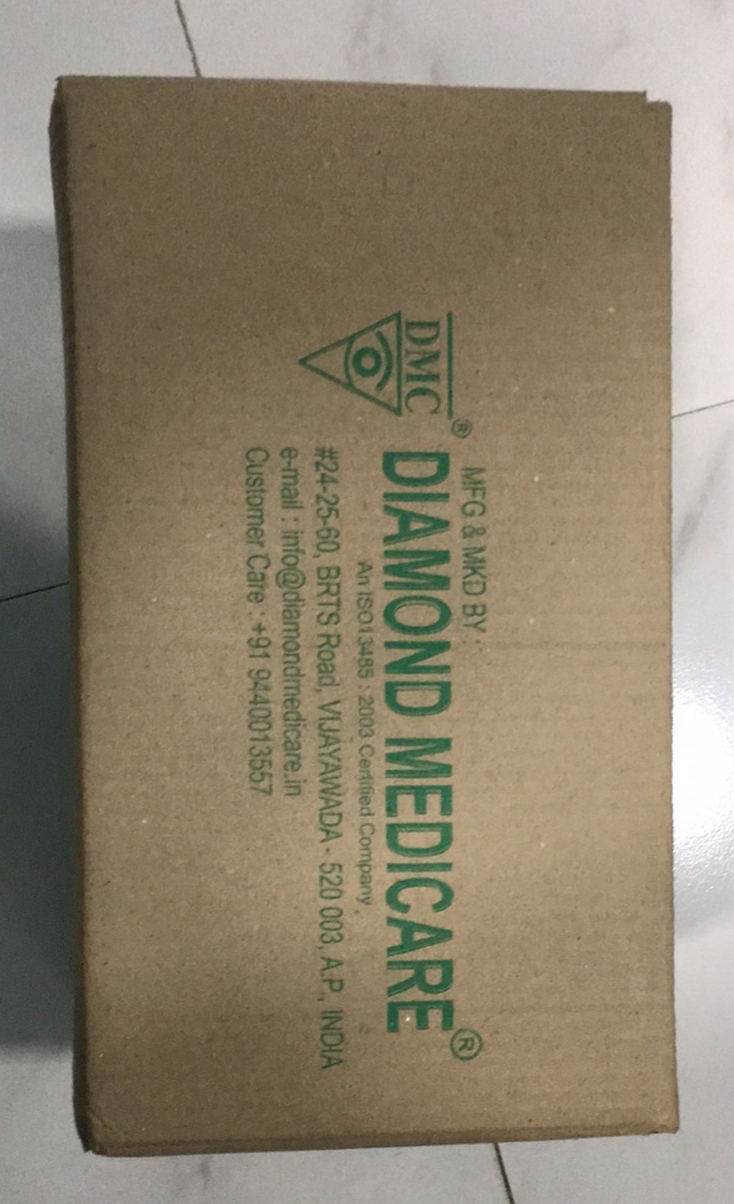 DMC®
MFG & MKD BY :
DIAMOND MEDICARE®
An ISO13485 : 2003 Certified Company,
#24-25-60, BRTS Road, VIJAYAWADA - 520 003, A.P., INDIA
e-mail : info@diamondmedicare.in
Customer Care : +91 9440013557